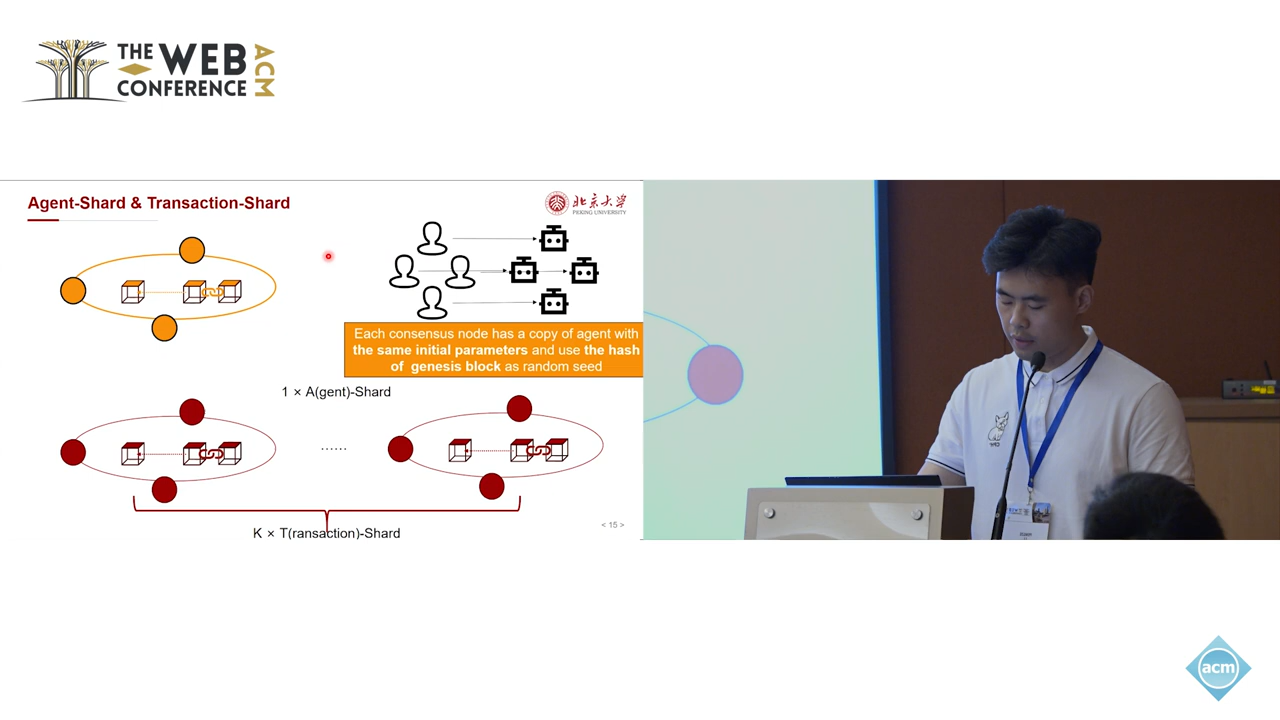 THE WEB
CONFERENCE
ACM
Agent-Shard & Transaction-Shard
北京大学
PEKING UNIVERSITY
Each consensus node has a copy of agent with
the same initial parameters and use the hash
of genesis block as random seed
1 × A(gent)-Shard
......
K × T(ransaction)-Shard
< 15 >
acm